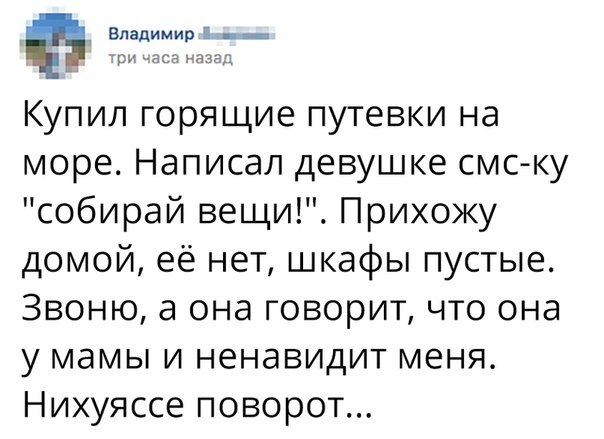 Владимир
три часа назад
Купил горящие путевки на
море. Написал девушке смс-ку
"собирай вещи!". Прихожу
домой, её нет, шкафы пустые.
Звоню, а она говорит, что она
у мамы и ненавидит меня.
Нихуяссе поворот...